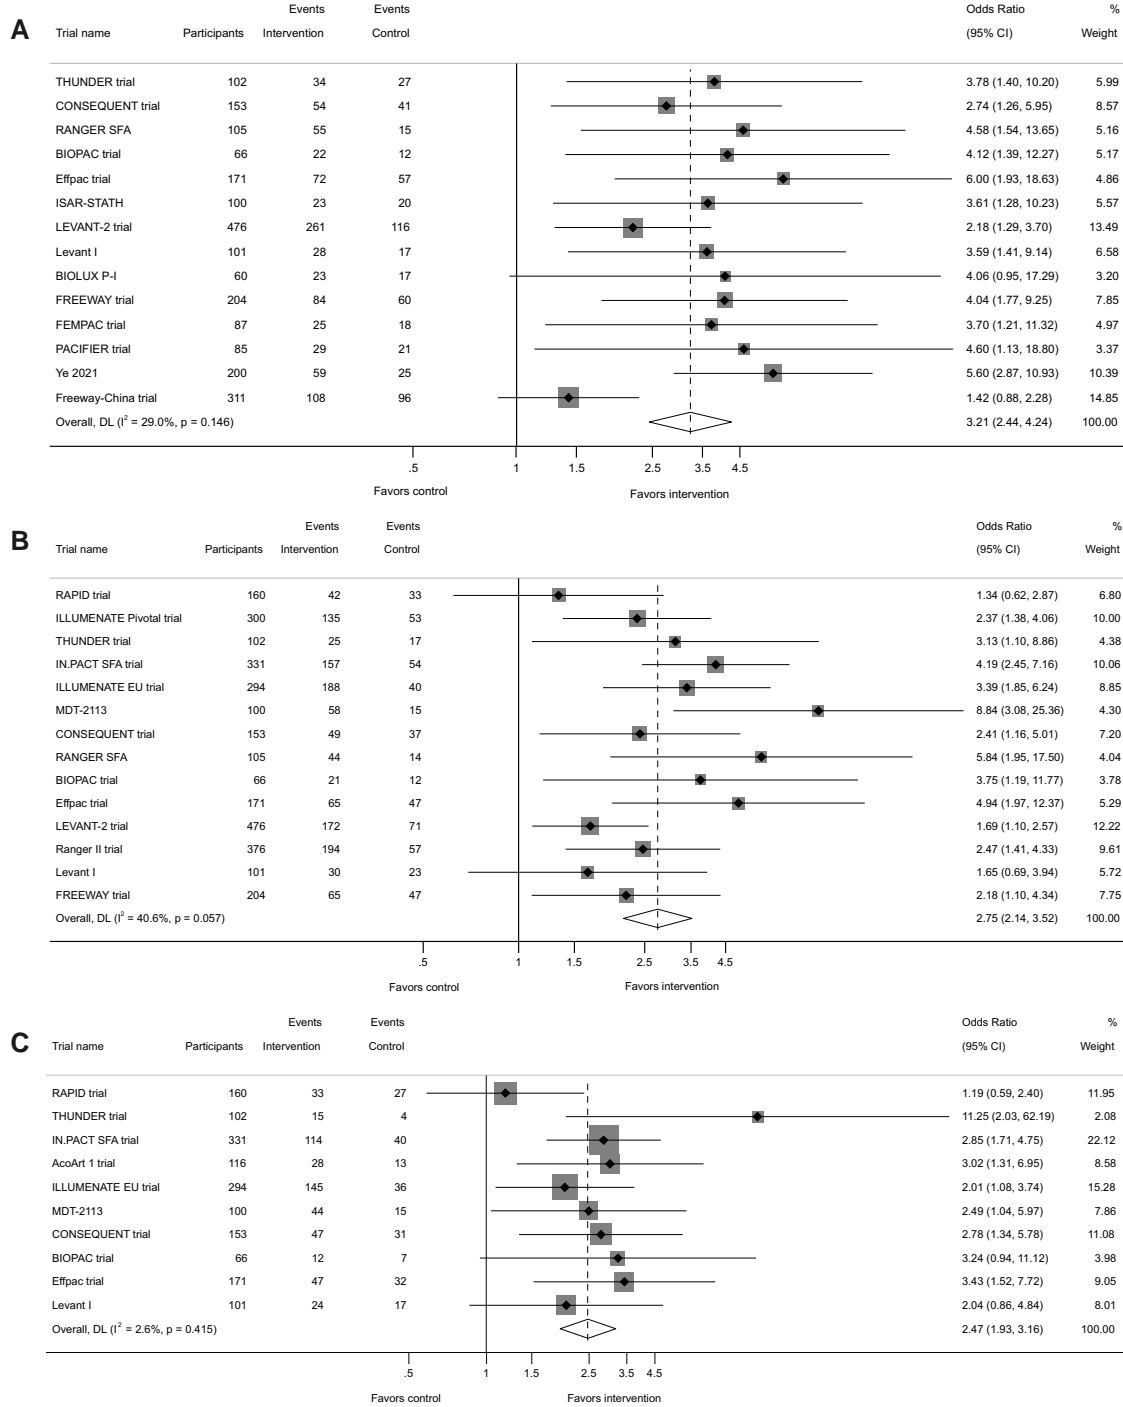 A
Events Events Odds Ratio %
Trial name Participants Intervention Control (95% CI) Weight
THUNDER trial 102 34 27 3.78 (1.40, 10.20) 5.99
CONSEQUENT trial 153 54 41 2.74 (1.26, 5.95) 8.57
RANGER SFA 105 55 15 4.58 (1.54, 13.65) 5.16
BIOPAC trial 66 22 12 4.12 (1.39, 12.27) 5.17
Effpac trial 171 72 57 6.00 (1.93, 18.63) 4.86
ISAR-STATH 100 23 20 3.61 (1.28, 10.23) 5.57
LEVANT-2 trial 476 261 116 2.18 (1.29, 3.70) 13.49
Levant I 101 28 17 3.59 (1.41, 9.14) 6.58
BIOLUX P-I 60 23 17 4.06 (0.95, 17.29) 3.20
FREEWAY trial 204 84 60 4.04 (1.77, 9.25) 7.85
FEMPAC trial 87 25 18 3.70 (1.21, 11.32) 4.97
PACIFIER trial 85 29 21 4.60 (1.13, 18.80) 3.37
Ye 2021 200 59 25 5.60 (2.87, 10.93) 10.39
Freeway-China trial 311 108 96 1.42 (0.88, 2.28) 14.85
Overall, DL (I² = 29.0%, p = 0.146) 3.21 (2.44, 4.24) 100.00
.5 1 1.5 2.5 3.5 4.5
Favors control Favors intervention
B
Events Events Odds Ratio %
Trial name Participants Intervention Control (95% CI) Weight
RAPID trial 160 42 33 1.34 (0.62, 2.87) 6.80
ILLUMENATE Pivotal trial 300 135 53 2.37 (1.38, 4.06) 10.00
THUNDER trial 102 25 17 3.13 (1.10, 8.86) 4.38
IN.PACT SFA trial 331 157 54 4.19 (2.45, 7.16) 10.06
ILLUMENATE EU trial 294 188 40 3.39 (1.85, 6.24) 8.85
MDT-2113 100 58 15 8.84 (3.08, 25.36) 4.30
CONSEQUENT trial 153 49 37 2.41 (1.16, 5.01) 7.20
RANGER SFA 105 44 14 5.84 (1.95, 17.50) 4.04
BIOPAC trial 66 21 12 3.75 (1.19, 11.77) 3.78
Effpac trial 171 65 47 4.94 (1.97, 12.37) 5.29
LEVANT-2 trial 476 172 71 1.69 (1.10, 2.57) 12.22
Ranger II trial 376 194 57 2.47 (1.41, 4.33) 9.61
Levant I 101 30 23 1.65 (0.69, 3.94) 5.72
FREEWAY trial 204 65 47 2.18 (1.10, 4.34) 7.75
Overall, DL (I² = 40.6%, p = 0.057) 2.75 (2.14, 3.52) 100.00
.5 1 1.5 2.5 3.5 4.5
Favors control Favors intervention
C
Events Events Odds Ratio %
Trial name Participants Intervention Control (95% CI) Weight
RAPID trial 160 33 27 1.19 (0.59, 2.40) 11.95
THUNDER trial 102 15 4 11.25 (2.03, 62.19) 2.08
IN.PACT SFA trial 331 114 40 2.85 (1.71, 4.75) 22.12
AcoArt 1 trial 116 28 13 3.02 (1.31, 6.95) 8.58
ILLUMENATE EU trial 294 145 36 2.01 (1.08, 3.74) 15.28
MDT-2113 100 44 15 2.49 (1.04, 5.97) 7.86
CONSEQUENT trial 153 47 31 2.78 (1.34, 5.78) 11.08
BIOPAC trial 66 12 7 3.24 (0.94, 11.12) 3.98
Effpac trial 171 47 32 3.43 (1.52, 7.72) 9.05
Levant I 101 24 17 2.04 (0.86, 4.84) 8.01
Overall, DL (I² = 2.6%, p = 0.415) 2.47 (1.93, 3.16) 100.00
.5 1 1.5 2.5 3.5 4.5
Favors control Favors intervention